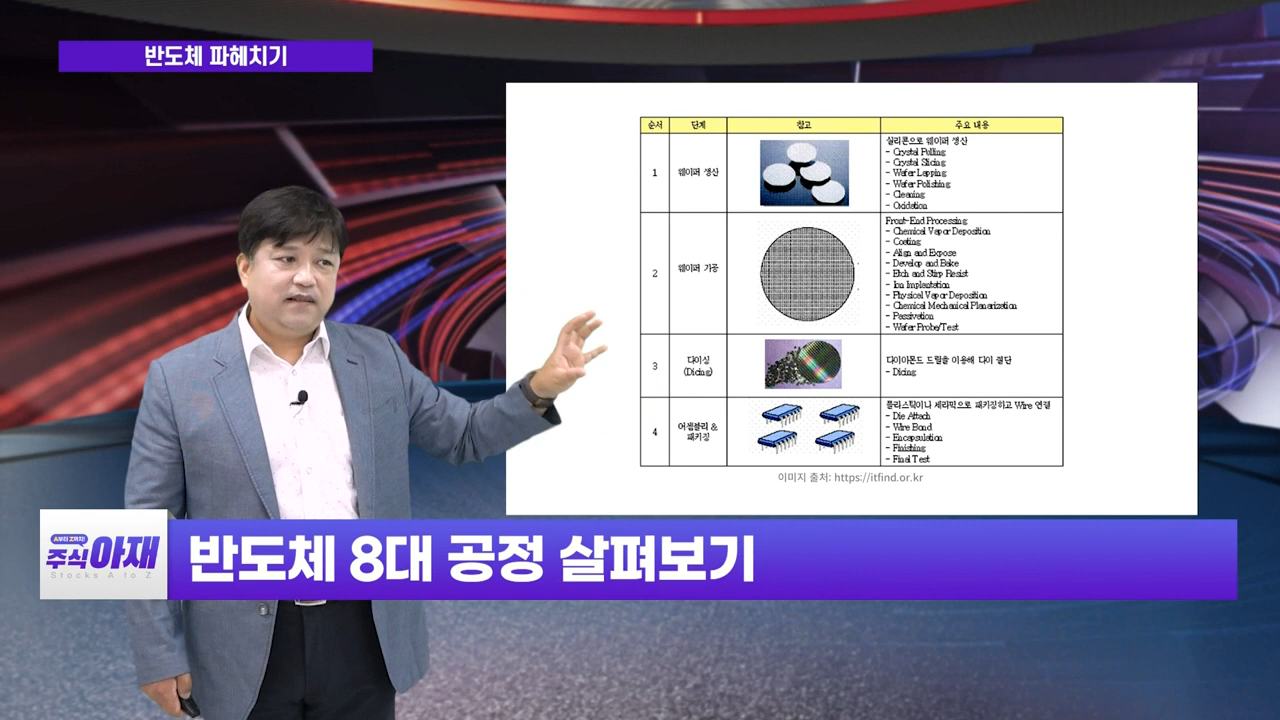 반도체 파헤치기
순서 단계 참고 주요 내용
1 웨이퍼 생산
실리콘으로 웨이퍼 생산
- Crystal Pulling
- Crystal Slicing
- Wafer Lapping
- Wafer Polishing
- Cleaning
- Oxidation
2 웨이퍼 가공
Front-End Processing
- Chemical Vapor Deposition
- Coating
- Align and Expose
- Develop and Bake
- Etch and Strip Resist
- Ion Implantation
- Physical Vapor Deposition
- Chemical Mechanical Planarization
- Passivation
- Wafer Probe/Test
3 다이싱
(Dicing)
다이아몬드 드릴을 이용해 다이 절단
- Dicing
4 어셈블리 &
패키징
플라스틱이나 세라믹으로 패키징하고 Wire 연결
- Die Attach
- Wire Bond
- Encapsulation
- Finishing
- Final Test
이미지 출처: https://itfind.or.kr
A부터 Z까지!
주식아재
Stocks A to Z
반도체 8대 공정 살펴보기